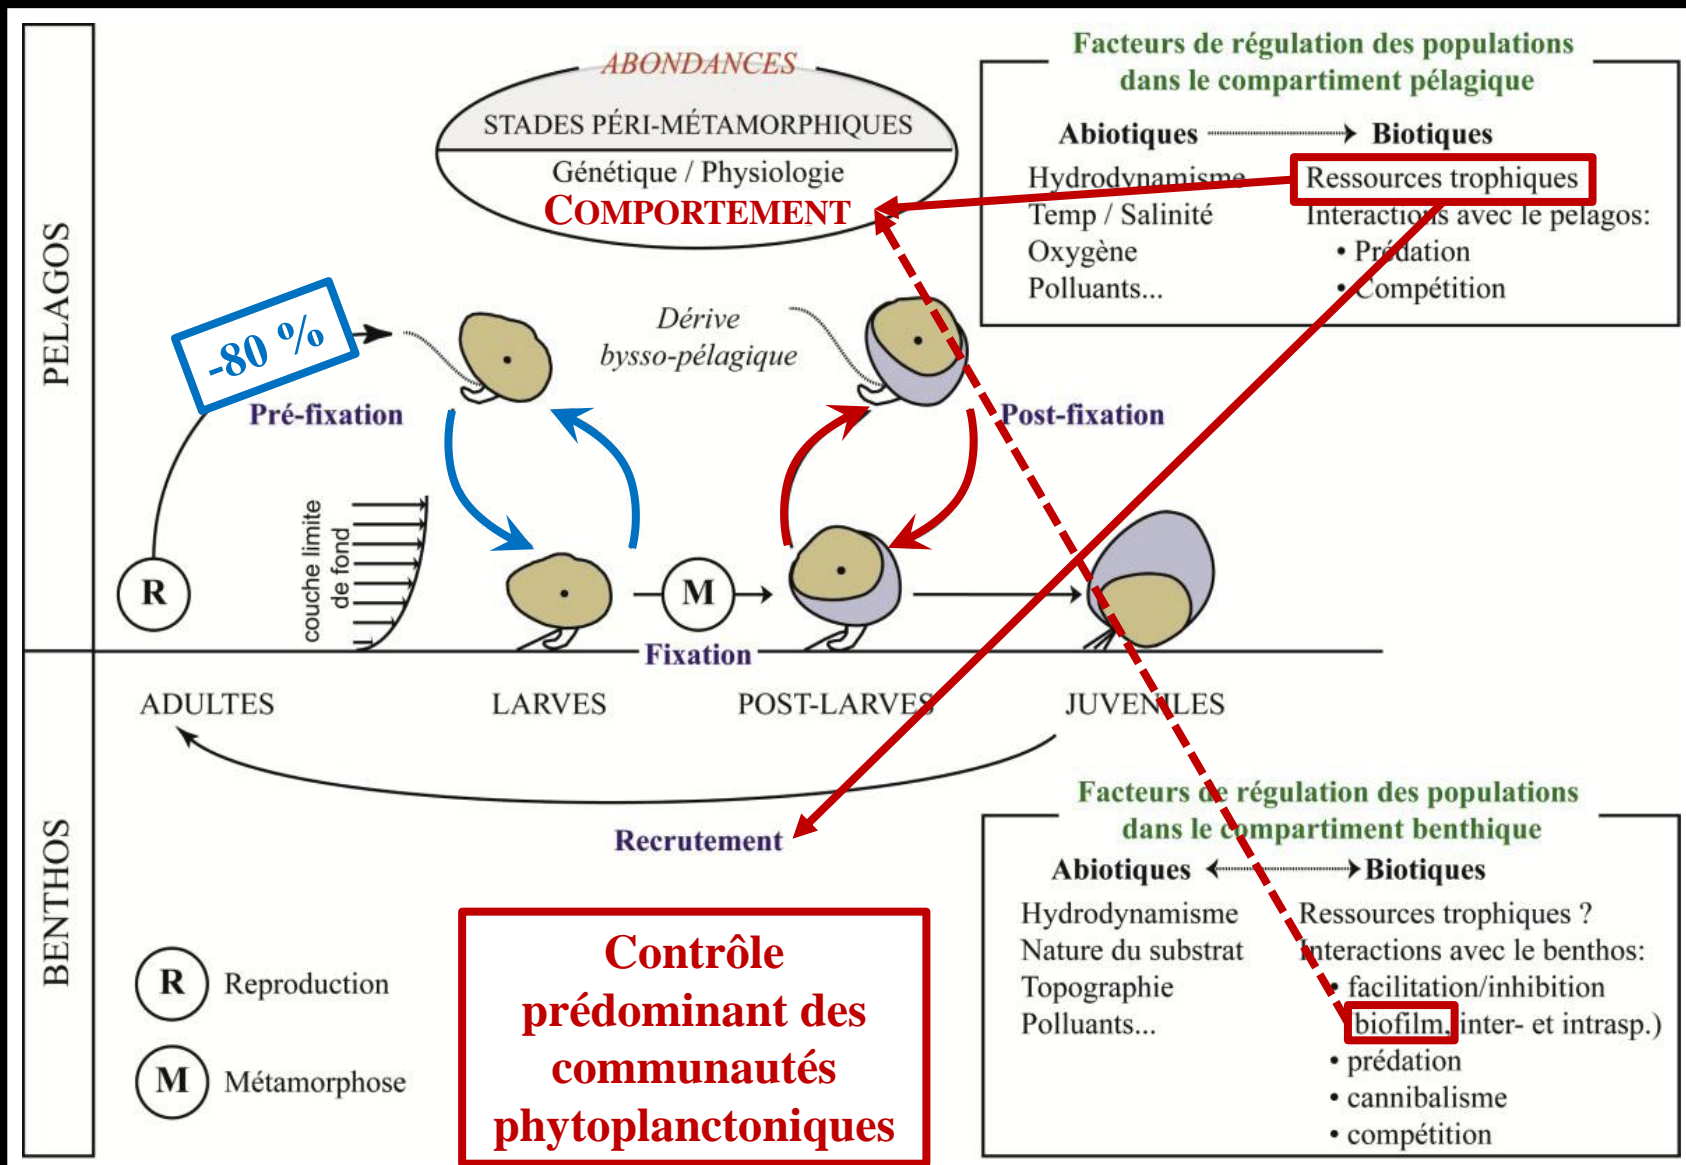 PELAGOS
BENTHOS
ABONDANCES
STADES PÉRI-MÉTAMORPHIQUES
Génétique / Physiologie
COMPORTEMENT
Facteurs de régulation des populations
dans le compartiment pélagique
Abiotiques
Biotiques
Hydrodynamisme
Temp / Salinité
Oxygène
Polluants...
Ressources trophiques
Interactions avec le pelagos:
• Prédation
• Compétition
-80 %
Pré-fixation
Dérive
bysso-pélagique
Post-fixation
couche limite
de fond
R
M
Fixation
ADULTES
LARVES
POST-LARVES
JUVENILES
Recrutement
R
Reproduction
M
Métamorphose
Contrôle
prédominant des
communautés
phytoplanctoniques
Facteurs de régulation des populations
dans le compartiment benthique
Abiotiques
Biotiques
Hydrodynamisme
Nature du substrat
Topographie
Polluants...
Ressources trophiques ?
Interactions avec le benthos:
• facilitation/inhibition
(biofilm, inter- et intrasp.)
• prédation
• cannibalisme
• compétition